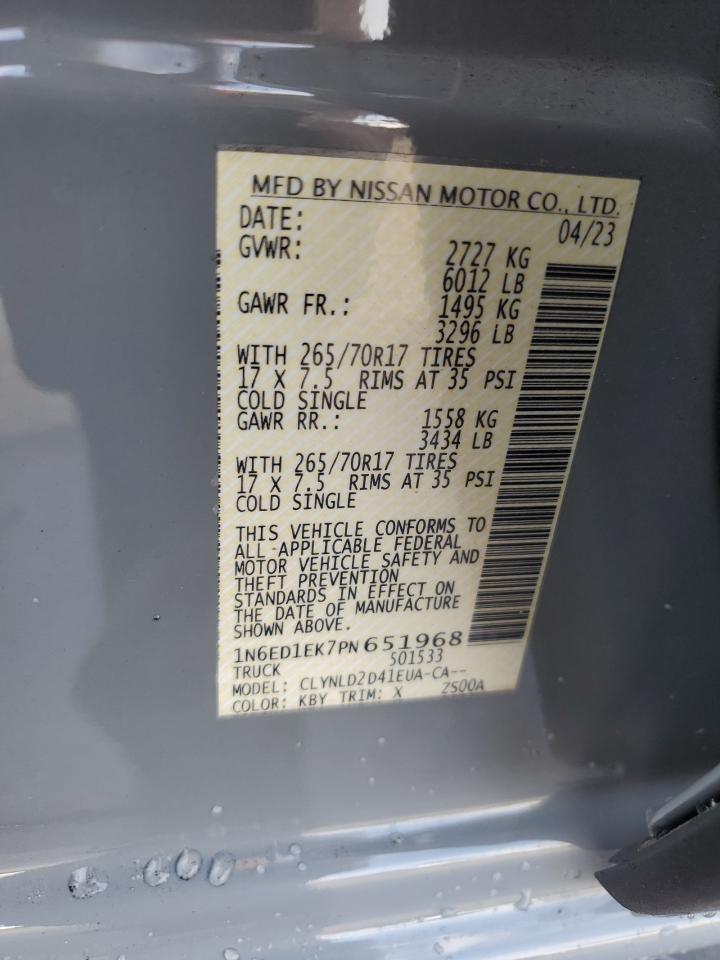 MFD BY NISSAN MOTOR CO., LTD.
DATE: 04/23
GVWR: 2727 KG
6012 LB
GAWR FR.: 1495 KG
3296 LB
WITH 265/70R17 TIRES
17 X 7.5 RIMS AT 35 PSI
COLD SINGLE
GAWR RR.: 1558 KG
3434 LB
WITH 265/70R17 TIRES
17 X 7.5 RIMS AT 35 PSI
COLD SINGLE
THIS VEHICLE CONFORMS TO
ALL APPLICABLE FEDERAL
MOTOR VEHICLE SAFETY AND
THEFT PREVENTION
STANDARDS IN EFFECT ON
THE DATE OF MANUFACTURE
SHOWN ABOVE.
1N6ED1EK7PN651968
TRUCK 501533
MODEL: CLYNLD2D41EUA-CA--
COLOR: KBY TRIM: X ZS00A